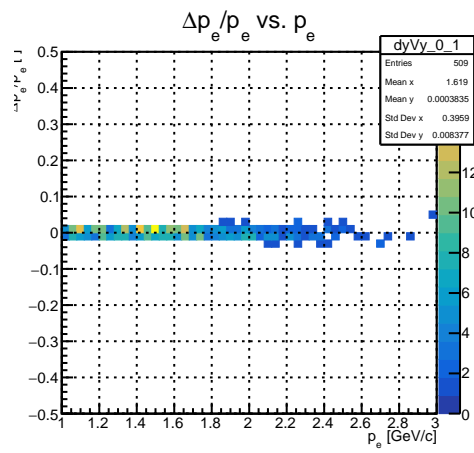 Δp_e/p_e vs. p_e
dyVy_0_1
Entries 509
Mean x 1.619
Mean y 0.0003835
Std Dev x 0.3959
Std Dev y 0.008377
0.5
0.4
0.3
0.2
0.1
0
−0.1
−0.2
−0.3
−0.4
−0.5
1 1.2 1.4 1.6 1.8 2 2.2 2.4 2.6 2.8 3
p_e [GeV/c]
12
10
8
6
4
2
0